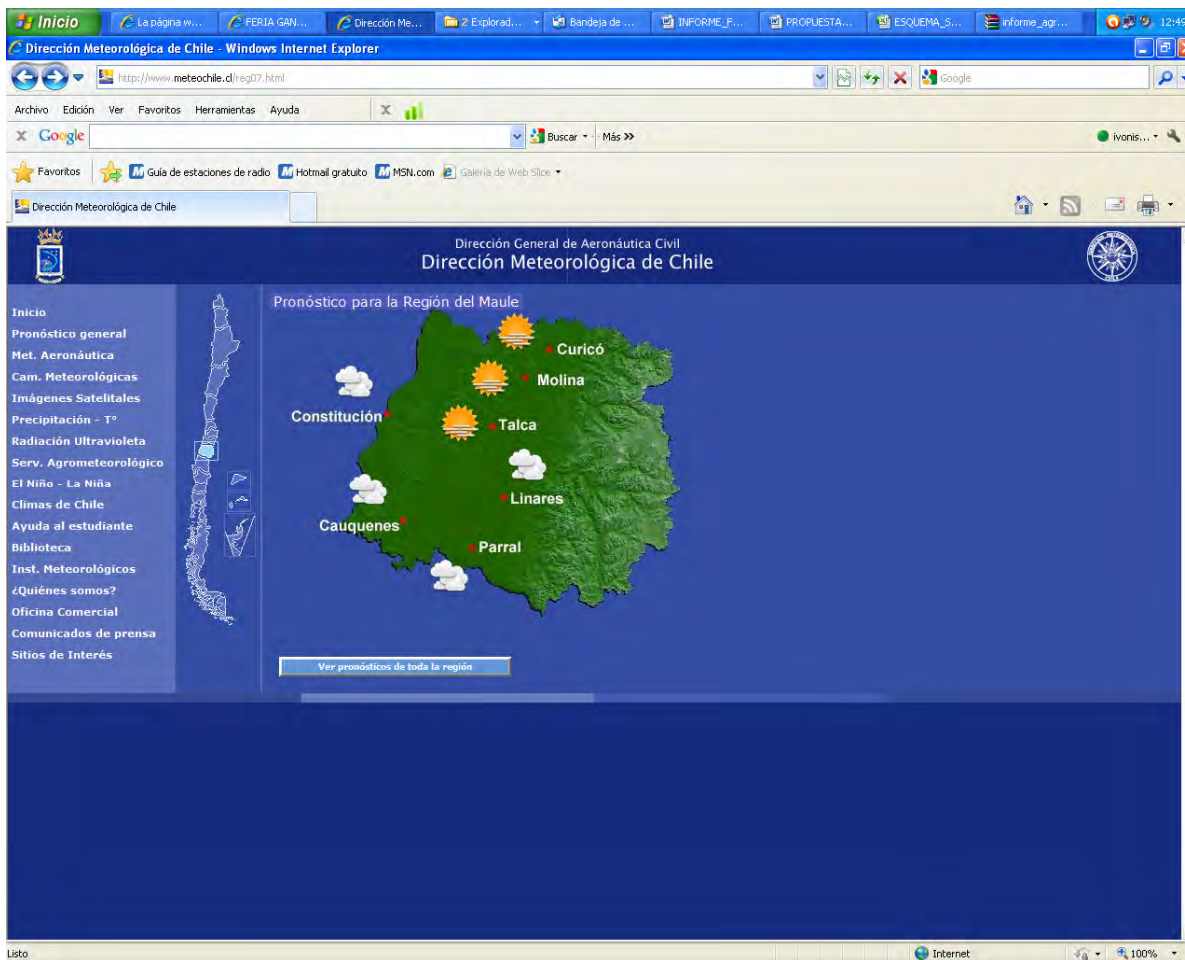 Inicio La página w... FERIA GAN... Dirección Me... 2 Explorad... Bandeja de ... INFORME_F... PROPUESTA... ESQUEMA_S... informe_agr... 12:49
Dirección Meteorológica de Chile - Windows Internet Explorer
http://www.meteochile.cl/reg07.html Google
Archivo Edición Ver Favoritos Herramientas Ayuda X
X Google Buscar Más >> ivonis...
Favoritos Guía de estaciones de radio Hotmail gratuito MSN.com Galería de Web Slice
Dirección Meteorológica de Chile
Dirección General de Aeronáutica Civil
Dirección Meteorológica de Chile
Inicio
Pronóstico general
Met. Aeronáutica
Cam. Meteorológicas
Imágenes Satelitales
Precipitación - T°
Radiación Ultravioleta
Serv. Agrometeorológico
El Niño - La Niña
Climas de Chile
Ayuda al estudiante
Biblioteca
Inst. Meteorológicos
¿Quiénes somos?
Oficina Comercial
Comunicados de prensa
Sitios de Interés
Pronóstico para la Región del Maule
Curicó
Molina
Constitución
Talca
Linares
Cauquenes
Parral
Ver pronósticos de toda la región
Listo Internet 100%